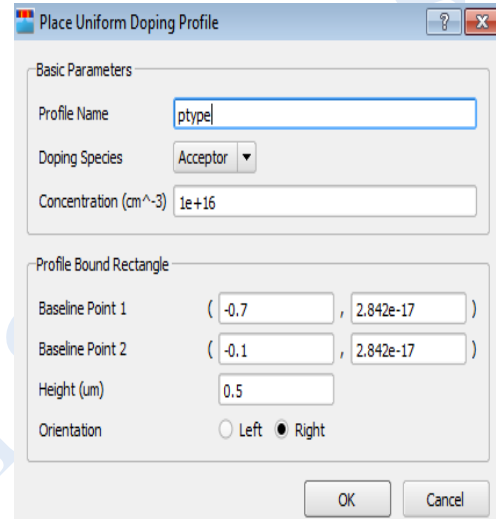 Place Uniform Doping Profile
Basic Parameters
Profile Name ptype
Doping Species Acceptor
Concentration (cm^-3) 1e+16
Profile Bound Rectangle
Baseline Point 1 ( -0.7 , 2.842e-17 )
Baseline Point 2 ( -0.1 , 2.842e-17 )
Height (um) 0.5
Orientation Left Right
OK Cancel